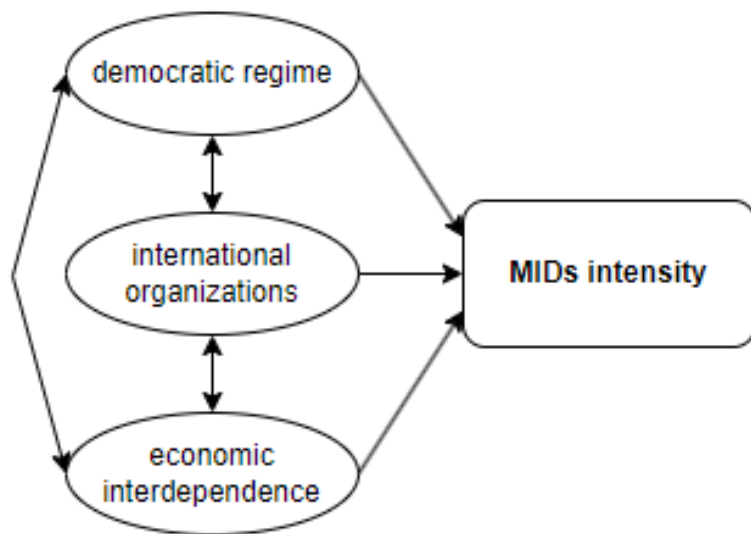 democratic regime
international
organizations
MIDs intensity
economic
interdependence